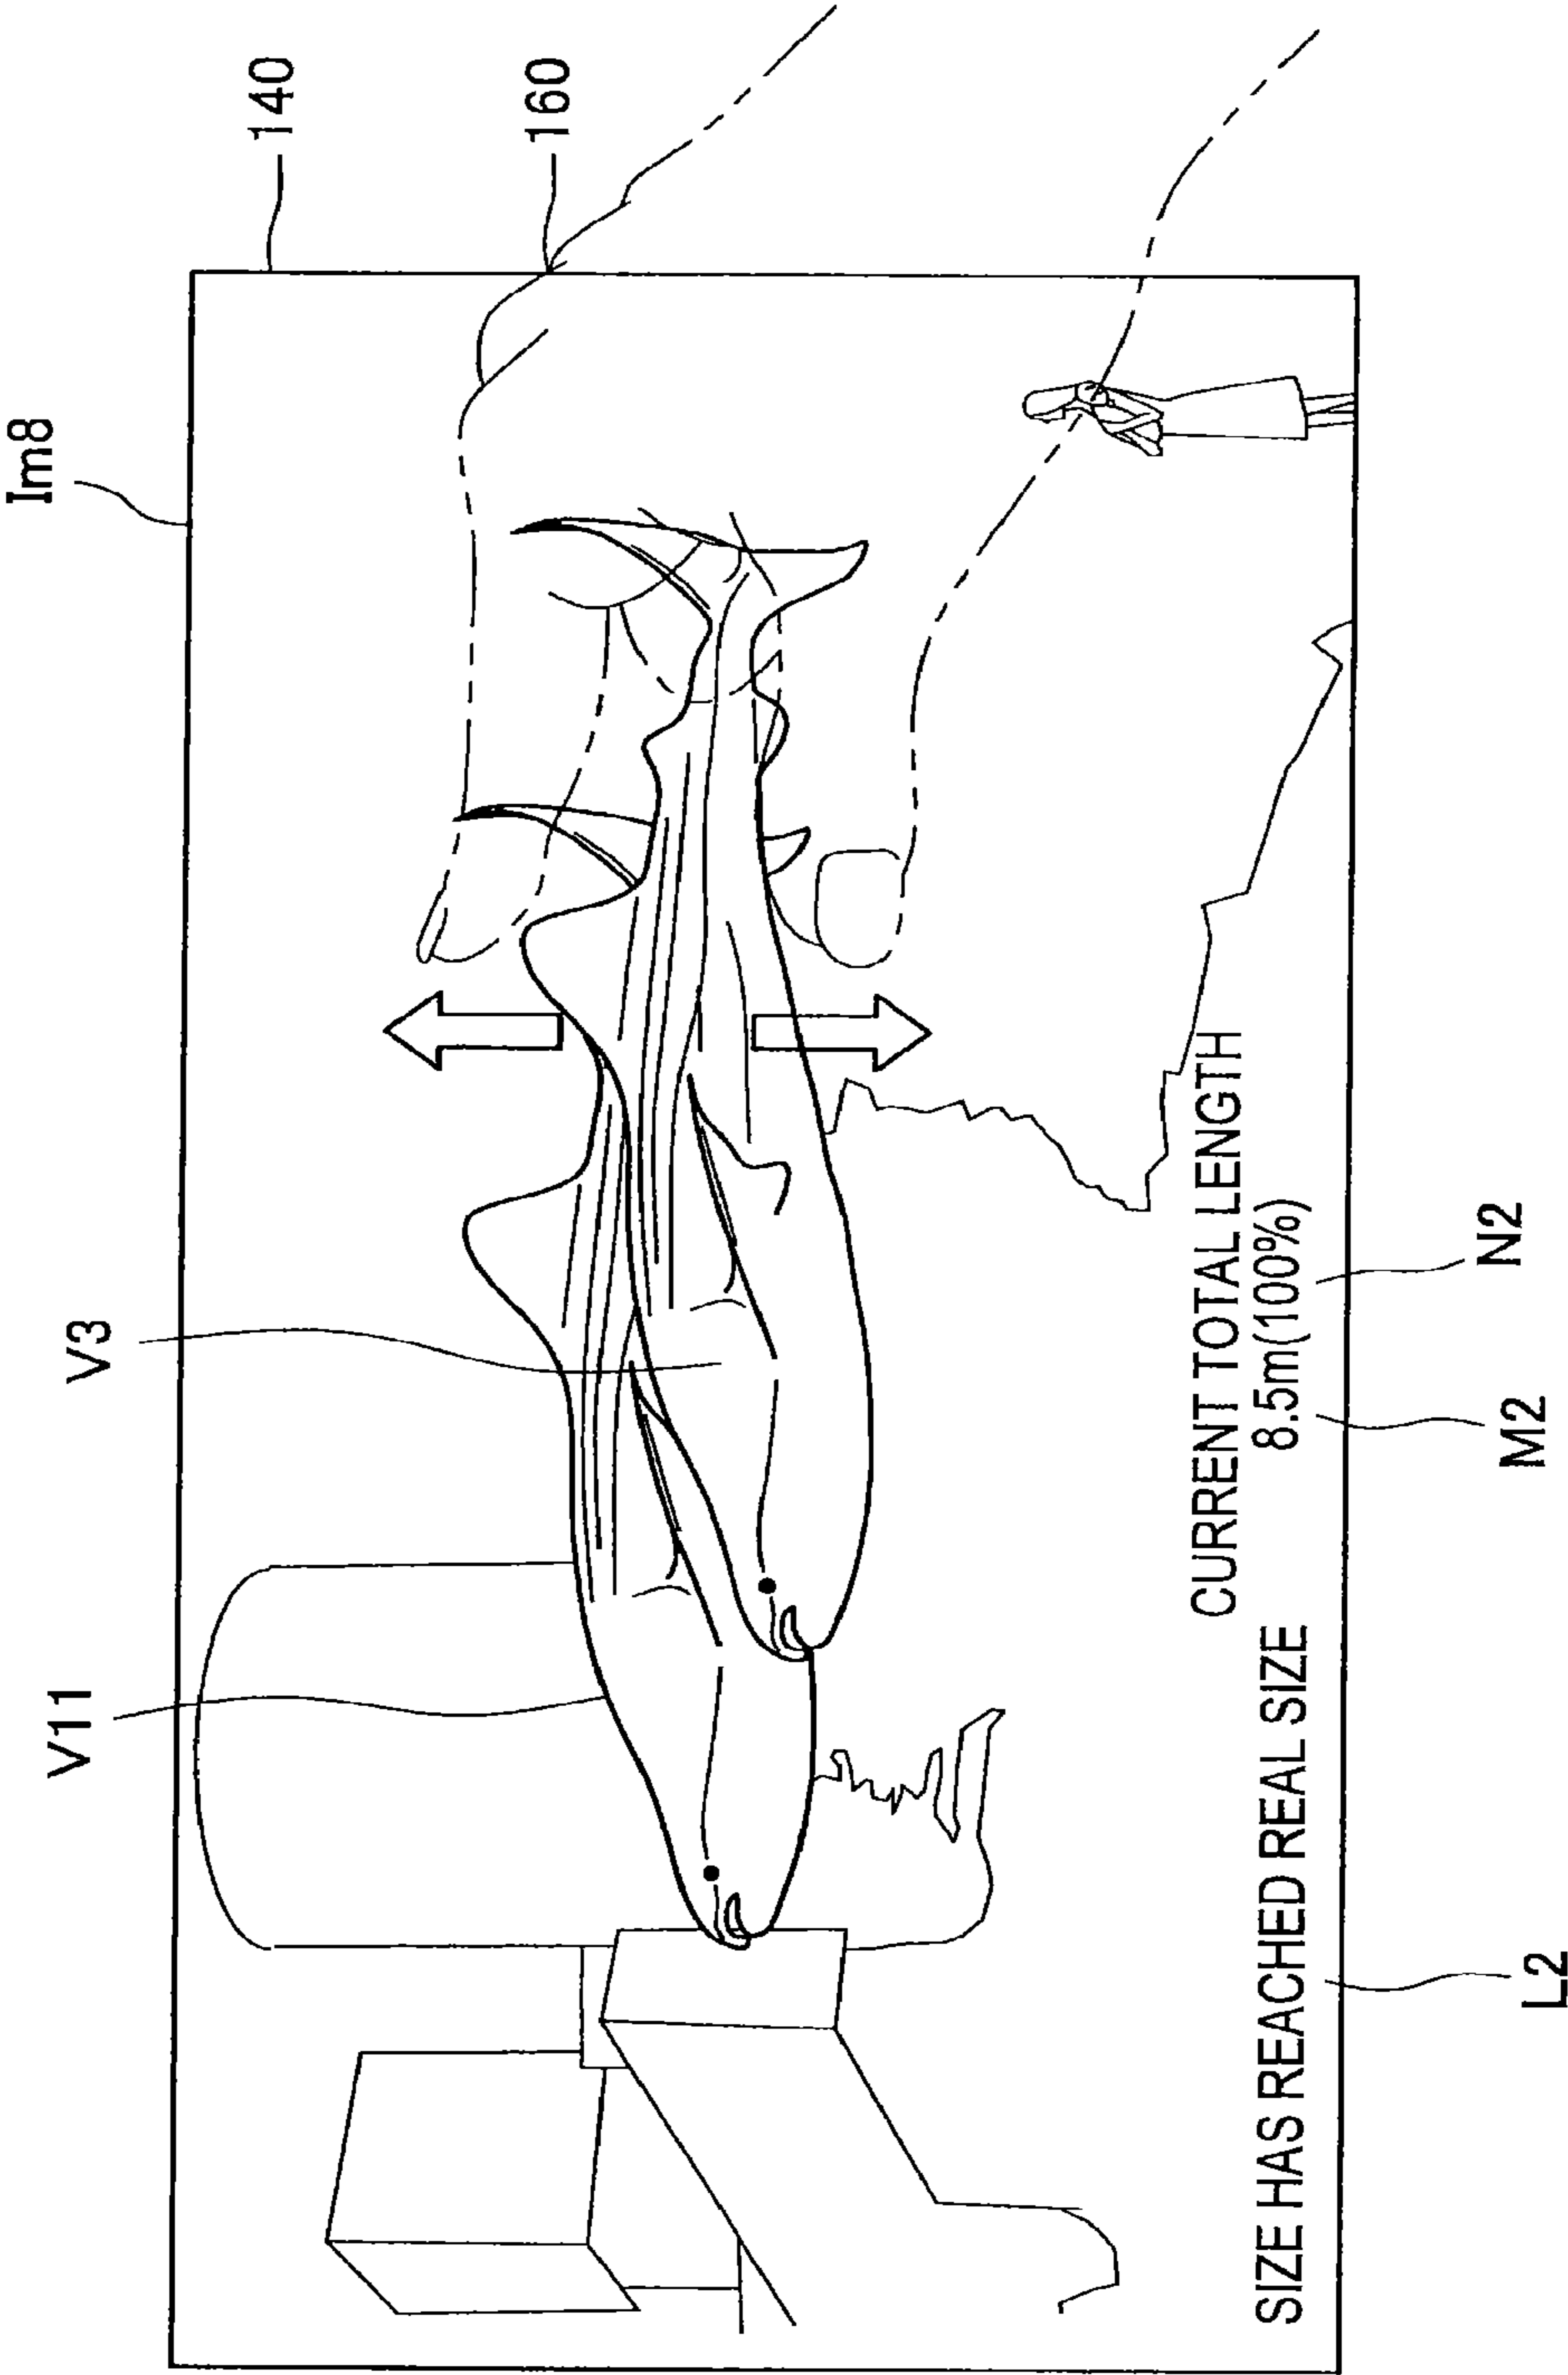 Im8
140
160
V3
V11
CURRENT TOTAL LENGTH
8.5m(100%)
SIZE HAS REACHED REAL SIZE
L2
M2
N2